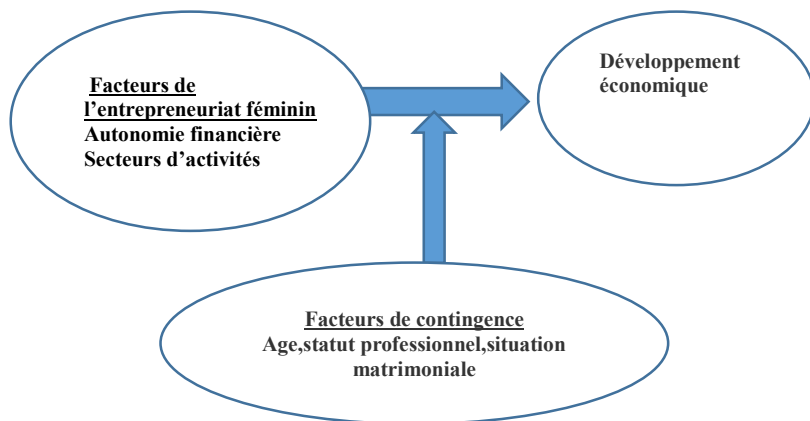 Facteurs de
l'entrepreneuriat féminin
Autonomie financière
Secteurs d'activités
Développement
économique
Facteurs de contingence
Age,statut professionnel,situation
matrimoniale